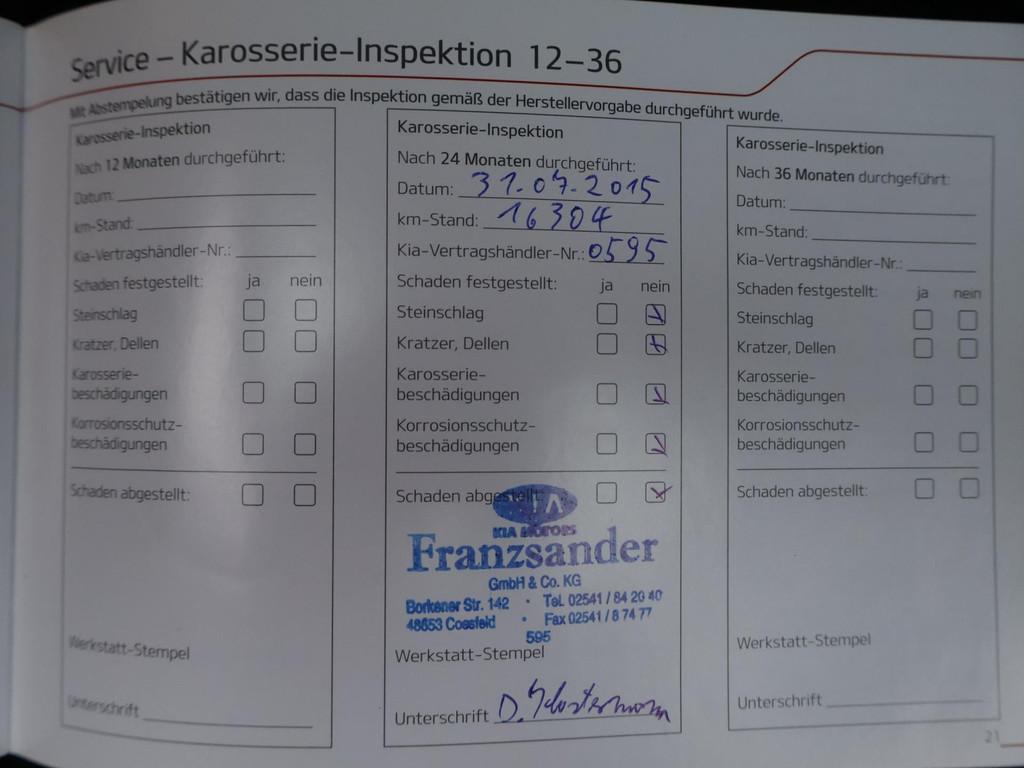 Service – Karosserie-Inspektion 12–36
Mit Abstempelung bestätigen wir, dass die Inspektion gemäß der Herstellervorgabe durchgeführt wurde.
Karosserie-Inspektion
Nach 12 Monaten durchgeführt:
Datum:
km-Stand:
Kia-Vertragshändler-Nr.:
Schaden festgestellt: ja nein
Steinschlag
Kratzer, Dellen
Karosserie-
beschädigungen
Korrosionsschutz-
beschädigungen
Schaden abgestellt:
Werkstatt-Stempel
Unterschrift
Karosserie-Inspektion
Nach 24 Monaten durchgeführt:
Datum: 31.07.2015
km-Stand: 16304
Kia-Vertragshändler-Nr.: 0595
Schaden festgestellt: ja nein
Steinschlag
Kratzer, Dellen
Karosserie-
beschädigungen
Korrosionsschutz-
beschädigungen
Schaden abgestellt:
KIA
KIA MOTORS
Franzsander
GmbH & Co. KG
Borkener Str. 142 · Tel. 02541 / 84 20 40
48653 Coesfeld · Fax 02541 / 8 74 77
595
Werkstatt-Stempel
Unterschrift D.
Karosserie-Inspektion
Nach 36 Monaten durchgeführt:
Datum:
km-Stand:
Kia-Vertragshändler-Nr.:
Schaden festgestellt: ja nein
Steinschlag
Kratzer, Dellen
Karosserie-
beschädigungen
Korrosionsschutz-
beschädigungen
Schaden abgestellt:
Werkstatt-Stempel
Unterschrift
21